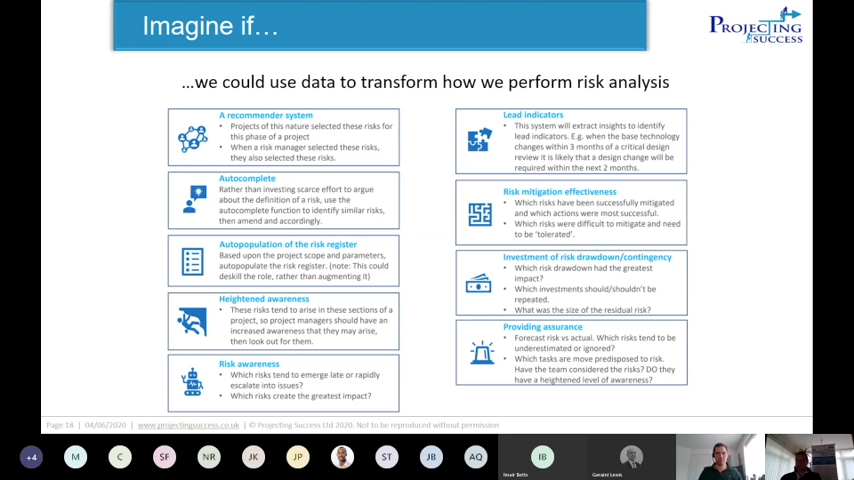 Imagine if...
PROJECTING
SUCCESS
...we could use data to transform how we perform risk analysis
A recommender system
• Projects of this nature selected these risks for
this phase of a project
• When a risk manager selected these risks,
they also selected these risks.
Autocomplete
Rather than investing scarce effort to argue
about the definition of a risk, use the
autocomplete function to identify similar risks,
then amend and accordingly.
Autopopulation of the risk register
Based upon the project scope and parameters,
autopopulate the risk register. (note: This could
deskill the role, rather than augmenting it)
Heightened awareness
• These risks tend to arise in these sections of a
project, so project managers should have an
increased awareness that they may arise,
then look out for them.
Risk awareness
• Which risks tend to emerge late or rapidly
escalate into issues?
• Which risks create the greatest impact?
Lead indicators
• This system will extract insights to identify
lead indicators. E.g. when the base technology
changes within 3 months of a critical design
review it is likely that a design change will be
required within the next 2 months.
Risk mitigation effectiveness
• Which risks have been successfully mitigated
and which actions were most successful.
• Which risks were difficult to mitigate and need
to be 'tolerated'.
Investment of risk drawdown/contingency
• Which risk drawdown had the greatest
impact?
• Which investments should/shouldn't be
repeated.
• What was the size of the residual risk?
Providing assurance
• Forecast risk vs actual. Which risks tend to be
underestimated or ignored?
• Which tasks are move predisposed to risk.
Have the team considered the risks? DO they
have a heightened level of awareness?
Page 18 | 04/06/2020 | www.projectingsuccess.co.uk | © Projecting Success Ltd 2020. Not to be reproduced without permission
+4 M C SF NR JK JP ST JB AQ IB
Imair Betts
Geraint Lewis